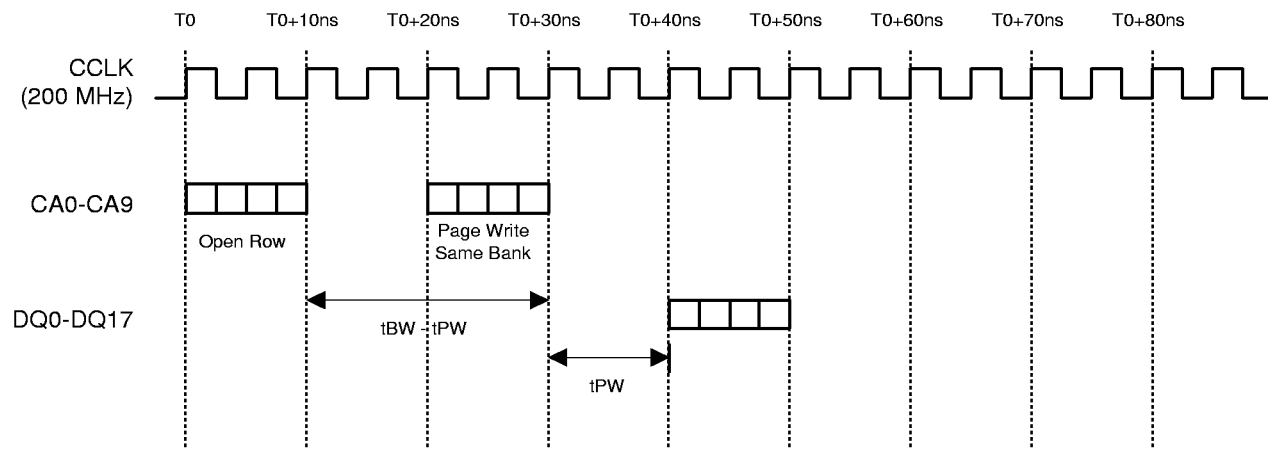 T0 T0+10ns T0+20ns T0+30ns T0+40ns T0+50ns T0+60ns T0+70ns T0+80ns
CCLK
(200 MHz)
CA0-CA9
Open Row
Page Write
Same Bank
DQ0-DQ17
tBW - tPW
tPW